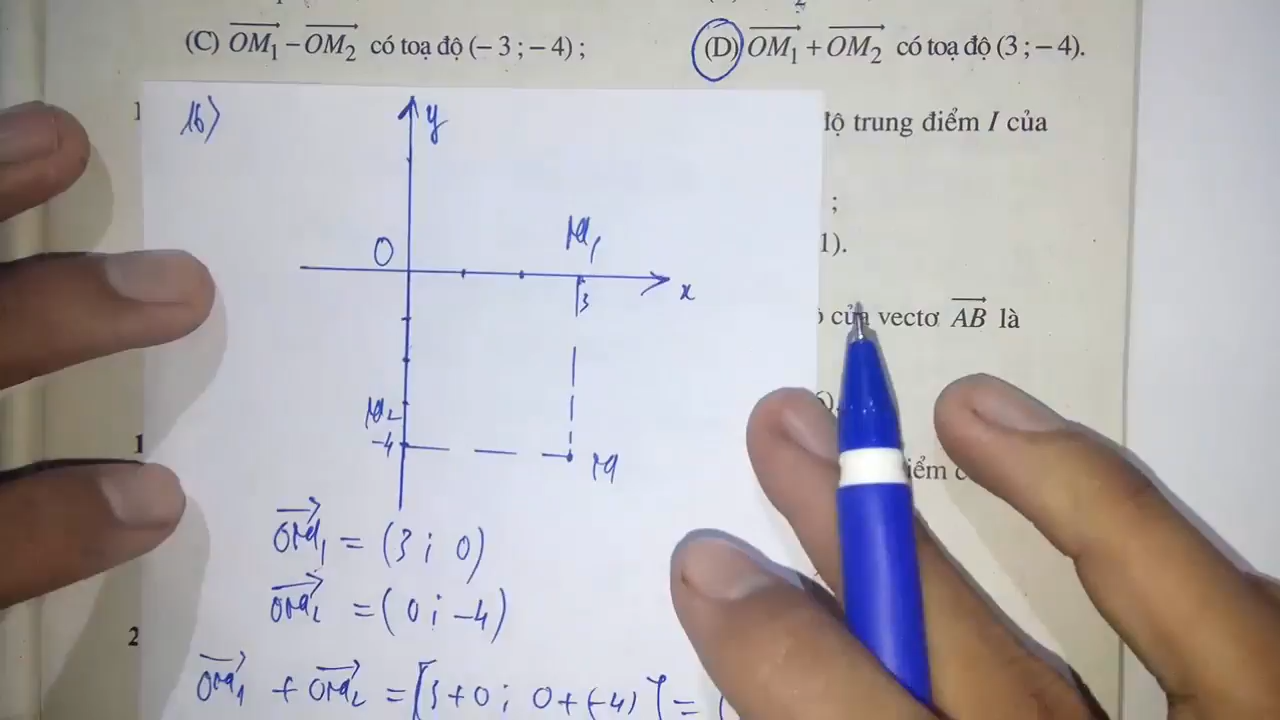 (C) $\overrightarrow{OM_1} - \overrightarrow{OM_2}$ có toạ độ (– 3 ; – 4) ;
(D) $\overrightarrow{OM_1} + \overrightarrow{OM_2}$ có toạ độ (3 ; – 4).
16)
y
trung điểm I của
;
1).
O
M₁
3
x
của vectơ $\overrightarrow{AB}$ là
M₂
-4
M
$\overrightarrow{OM_1}$ = (3 ; 0)
$\overrightarrow{OM_2}$ = (0 ; -4)
2
$\overrightarrow{OM_1} + \overrightarrow{OM_2}$ = [3+0 ; 0+(-4)] = (